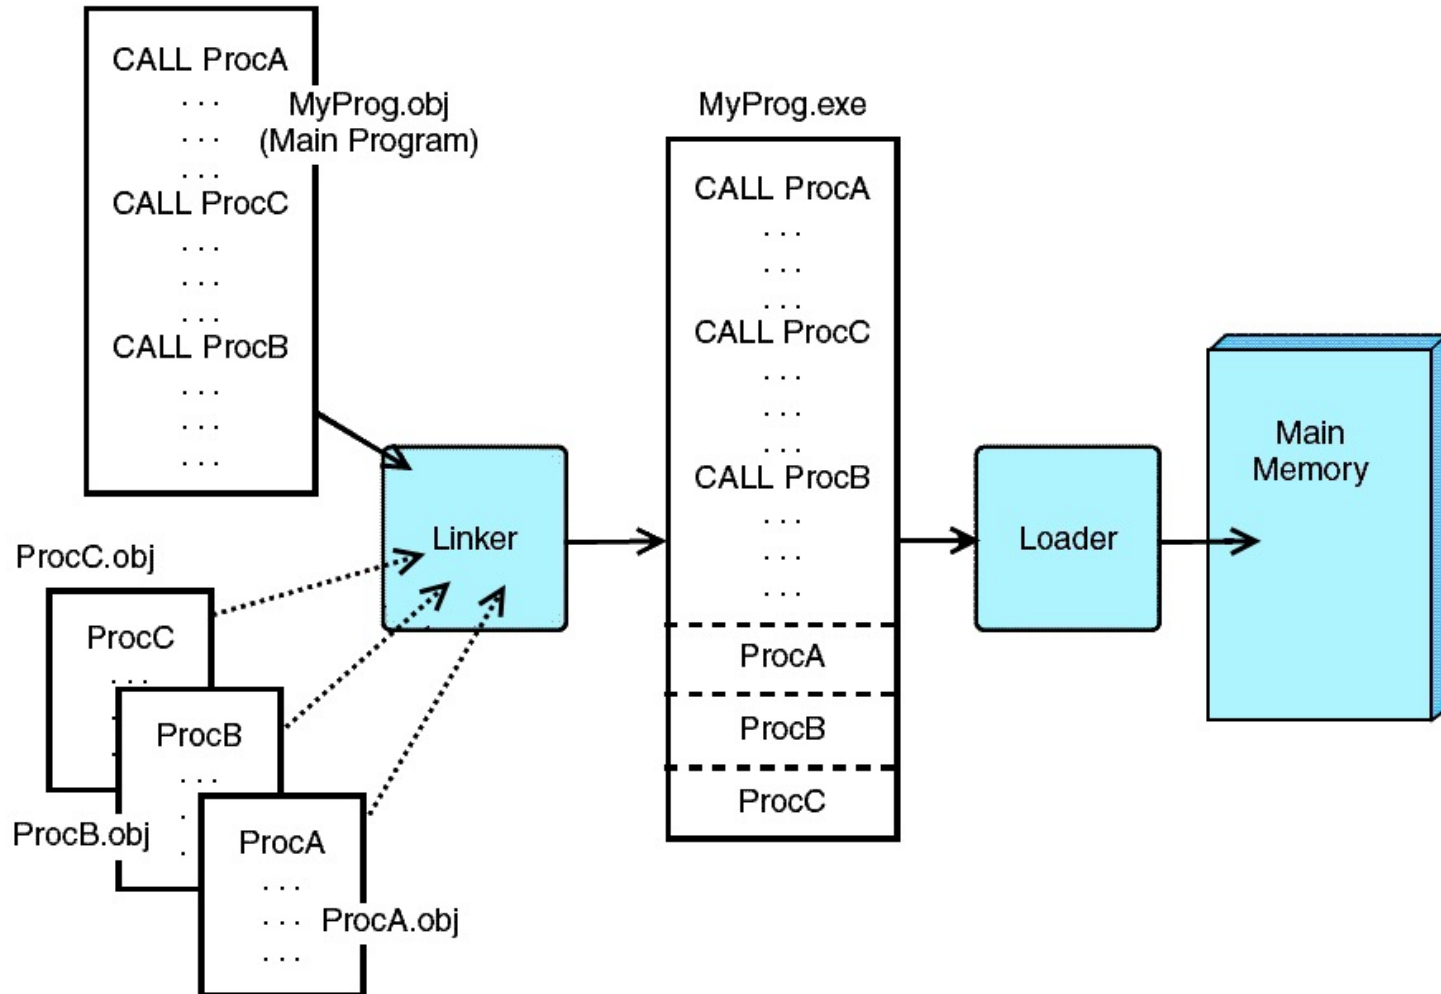 CALL ProcA
. . .
MyProg.obj
. . .
(Main Program)
. . .
CALL ProcC
. . .
. . .
. . .
CALL ProcB
. . .
. . .
. . .
ProcC.obj
ProcC
. . .
ProcB
. . .
.
.
ProcB.obj
ProcA
. . .
. . .
. . .
ProcA.obj
Linker
MyProg.exe
CALL ProcA
. . .
. . .
. . .
CALL ProcC
. . .
. . .
. . .
CALL ProcB
. . .
. . .
. . .
ProcA
ProcB
ProcC
Loader
Main
Memory